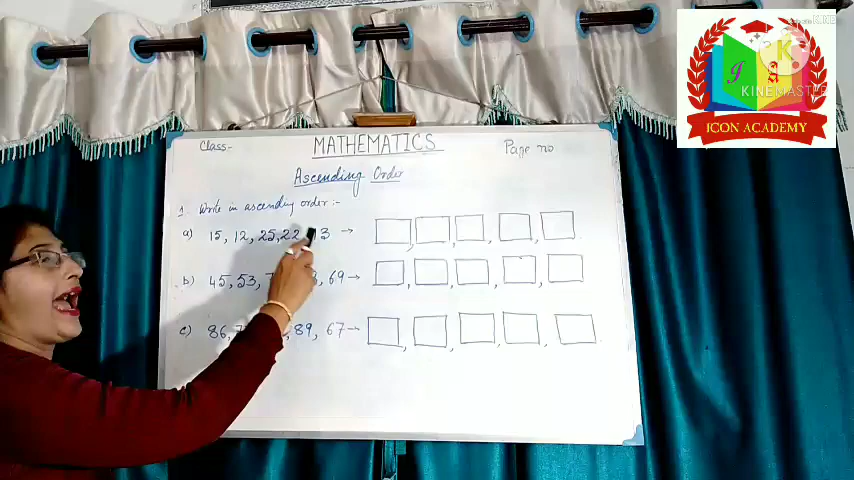 Class-
MATHEMATICS
Page no
Ascending Order
1. Write in ascending order :-
a) 15, 12, 25, 22, 3 →
b) 45, 53, 69 →
c) 86, 89, 67 →
I
K
KINEMASTER
ICON ACADEMY